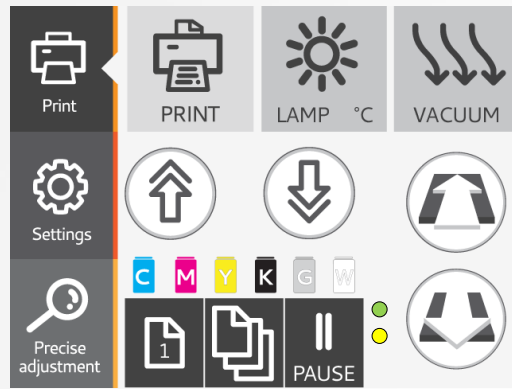 Print
PRINT
LAMP °C
VACUUM
Settings
C M Y K G W
Precise
adjustment
1
PAUSE